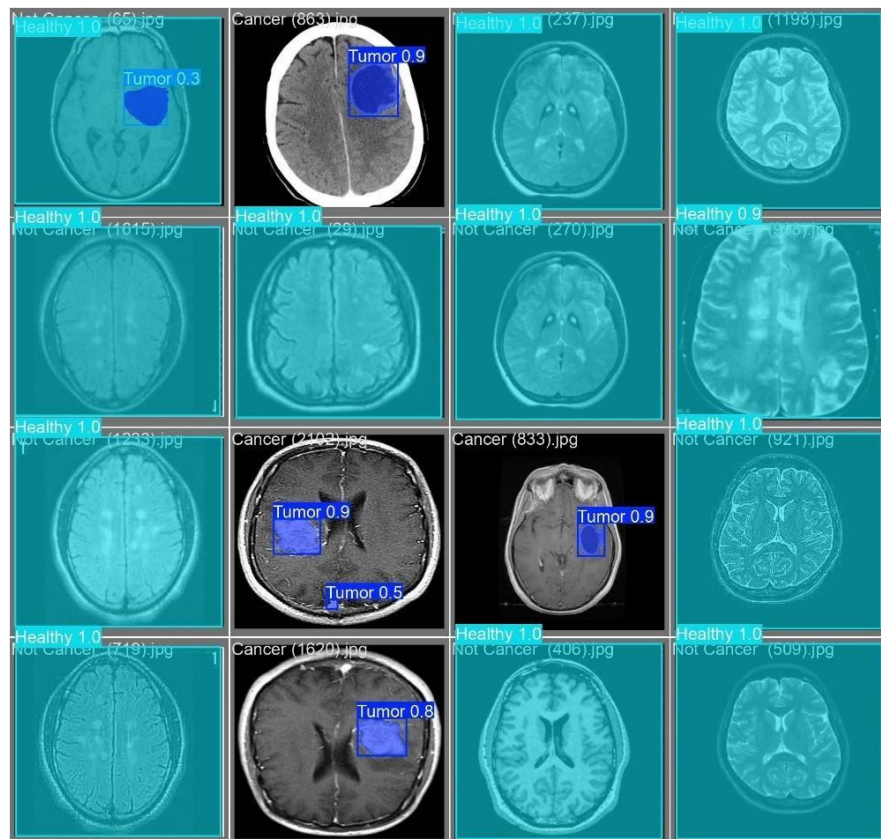 Not Cancer (65).jpg
Healthy 1.0
Tumor 0.3
Cancer (863).jpg
Tumor 0.9
(237).jpg
Healthy 1.0
(1198).jpg
Healthy 1.0
Healthy 1.0
Not Cancer (1615).jpg
Healthy 1.0
Not Cancer (29).jpg
Healthy 1.0
Not Cancer (270).jpg
Healthy 0.9
Not Cancer
Healthy 1.0
Not Cancer (1233).jpg
Cancer (2102).jpg
Tumor 0.9
Tumor 0.5
Cancer (833).jpg
Tumor 0.9
Healthy 1.0
Not Cancer (921).jpg
Healthy 1.0
Not Cancer (719).jpg
Cancer (1620).jpg
Tumor 0.8
Healthy 1.0
Not Cancer (406).jpg
Healthy 1.0
Not Cancer (509).jpg